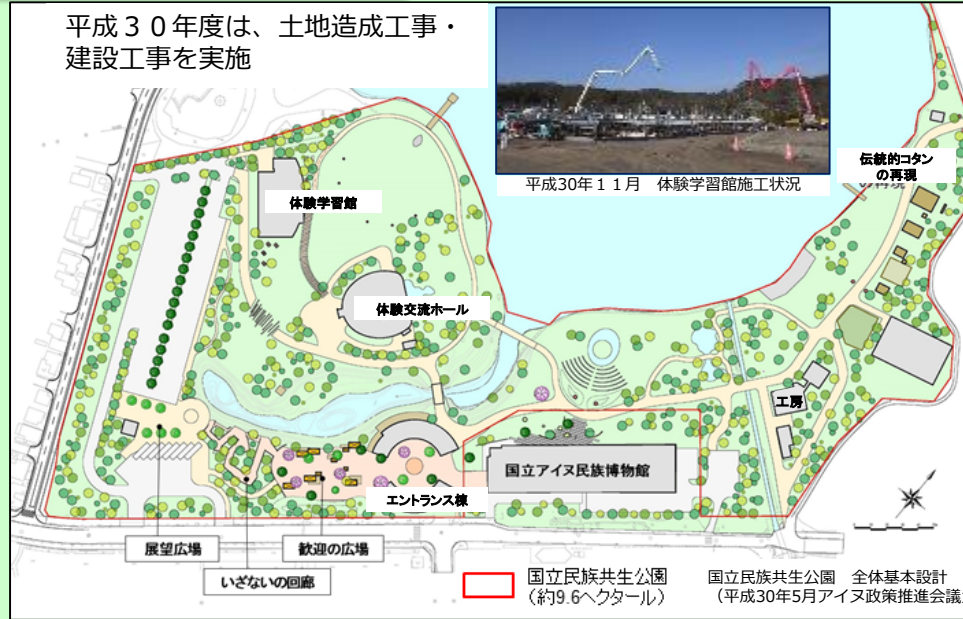 平成３０年度は、土地造成工事・
建設工事を実施
平成30年１１月　体験学習館施工状況
伝統的コタン
の再現
の再現
体験学習館
体験交流ホール
工房
国立アイヌ民族博物館
エントランス棟
展望広場
歓迎の広場
いざないの回廊
国立民族共生公園
（約9.6ヘクタール）
国立民族共生公園　全体基本設計
（平成30年5月アイヌ政策推進会議